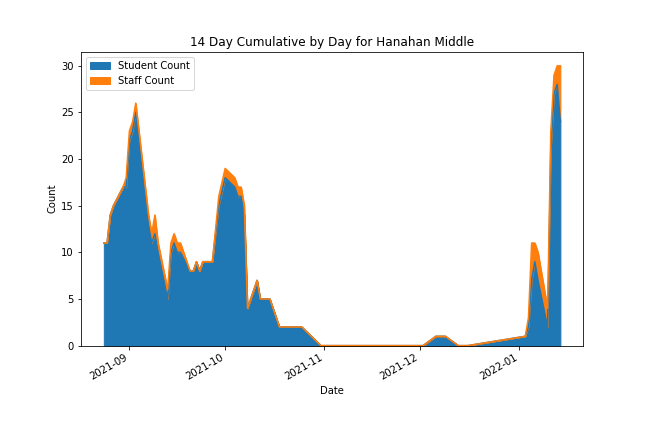 14 Day Cumulative by Day for Hanahan Middle
Student Count
Staff Count
30
25
20
15
10
5
0
Count
2021-09
2021-10
2021-11
2021-12
2022-01
Date